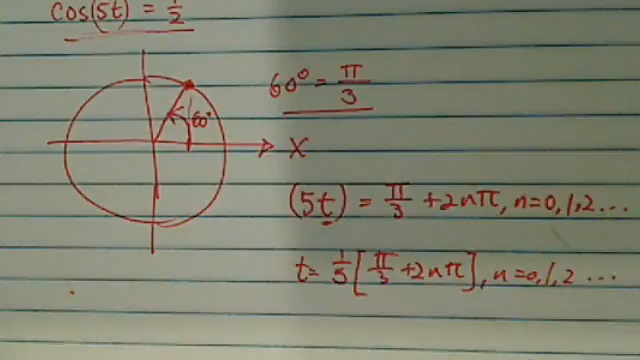 cos(5t) = 1/2
60° = π/3
60°
X
(5t) = π/3 + 2nπ, n=0,1,2...
t = 1/5 [π/3 + 2nπ], n=0,1,2...